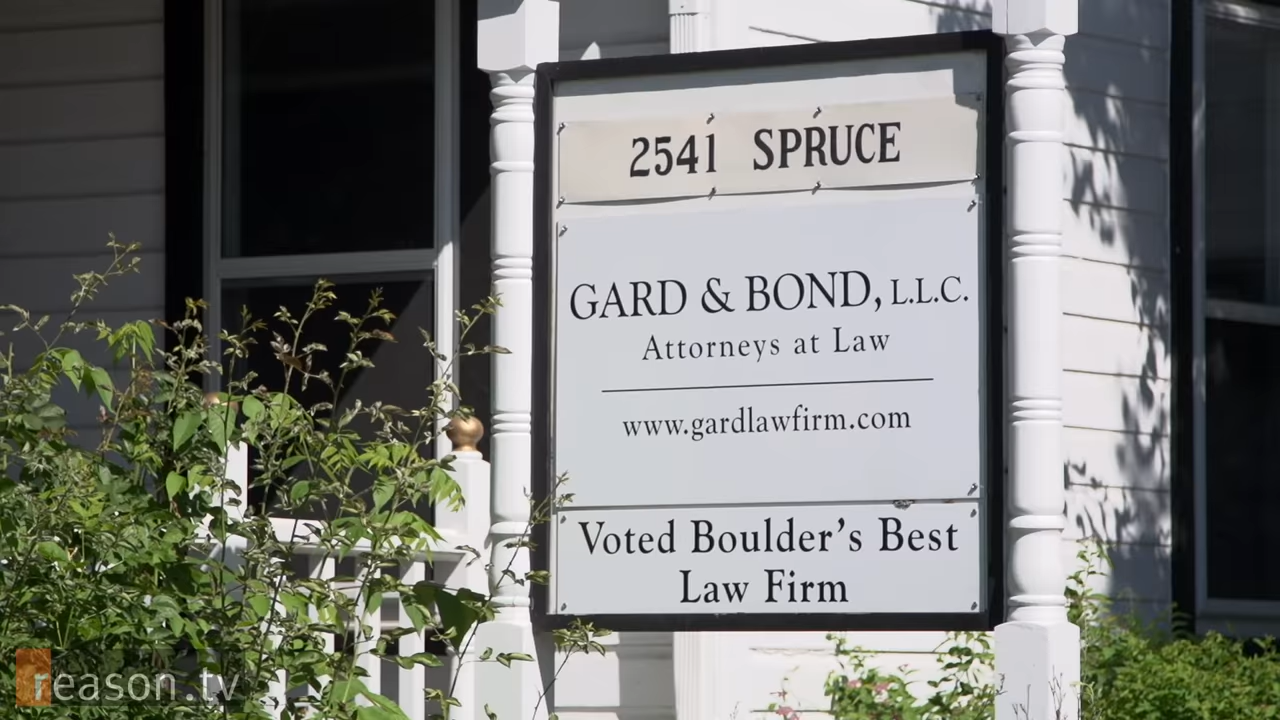 2541 SPRUCE
GARD & BOND, L.L.C.
Attorneys at Law
www.gardlawfirm.com
Voted Boulder's Best
Law Firm
reason.tv